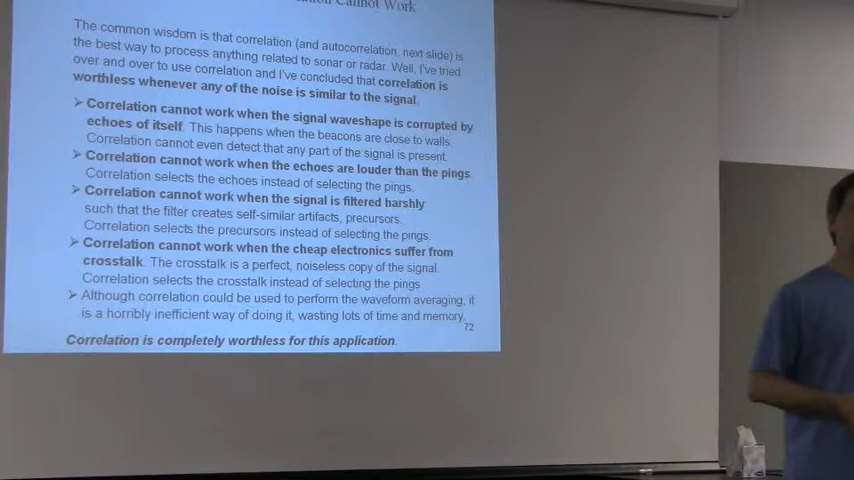 Cannot Work
The common wisdom is that correlation (and autocorrelation, next slide) is
the best way to process anything related to sonar or radar. Well, I've tried
over and over to use correlation and I've concluded that correlation is
worthless whenever any of the noise is similar to the signal.
➢ Correlation cannot work when the signal waveshape is corrupted by
echoes of itself. This happens when the beacons are close to walls.
Correlation cannot even detect that any part of the signal is present.
➢ Correlation cannot work when the echoes are louder than the pings.
Correlation selects the echoes instead of selecting the pings.
➢ Correlation cannot work when the signal is filtered harshly
such that the filter creates self-similar artifacts, precursors.
Correlation selects the precursors instead of selecting the pings.
➢ Correlation cannot work when the cheap electronics suffer from
crosstalk. The crosstalk is a perfect, noiseless copy of the signal.
Correlation selects the crosstalk instead of selecting the pings
➢ Although correlation could be used to perform the waveform averaging, it
is a horribly inefficient way of doing it, wasting lots of time and memory.
72
Correlation is completely worthless for this application.